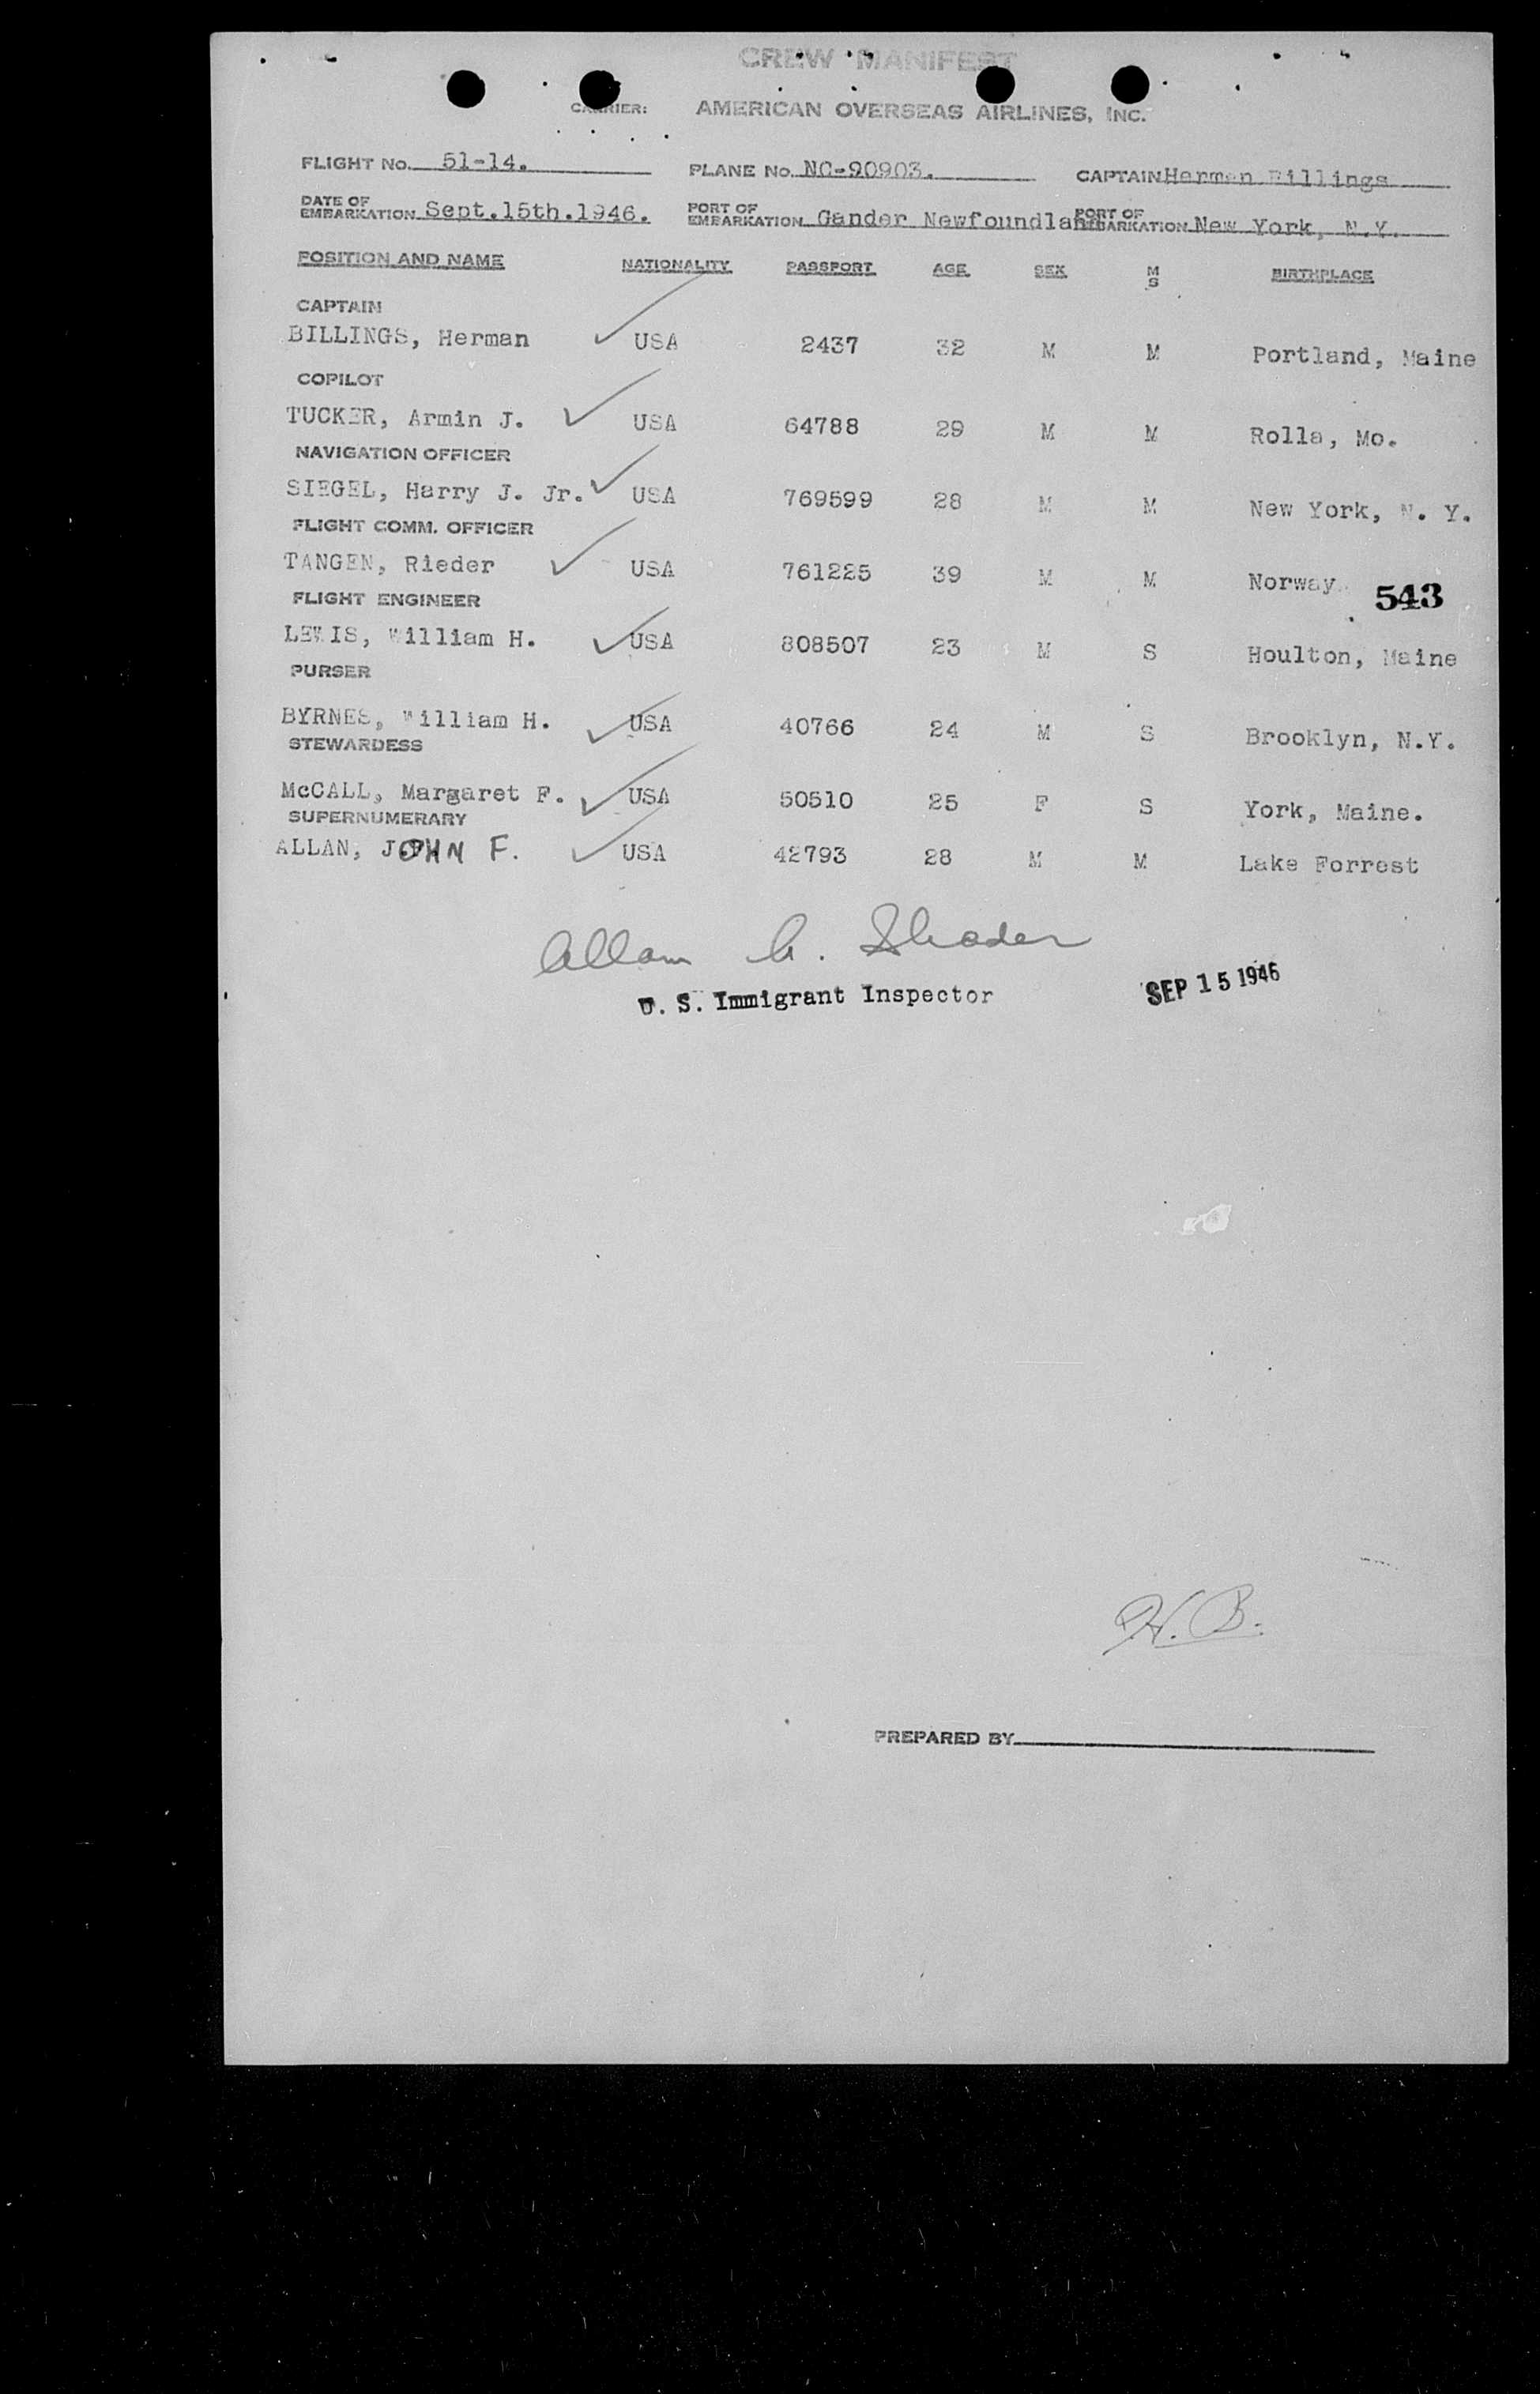 CREW MANIFEST
CARRIER: AMERICAN OVERSEAS AIRLINES, INC.
FLIGHT No. 51-14. PLANE No. NC-90903. CAPTAIN Herman Billings
DATE OF EMBARKATION Sept.15th.1946. PORT OF EMBARKATION Gander Newfoundland PORT OF DEBARKATION New York, N.Y.
POSITION AND NAME NATIONALITY PASSPORT AGE SEX M S BIRTHPLACE
CAPTAIN
BILLINGS, Herman USA 2437 32 M M Portland, Maine
COPILOT
TUCKER, Armin J. USA 64788 29 M M Rolla, Mo.
NAVIGATION OFFICER
SIEGEL, Harry J. Jr. USA 769599 28 M M New York, N. Y.
FLIGHT COMM. OFFICER
TANGEN, Rieder USA 761225 39 M M Norway
543
FLIGHT ENGINEER
LEWIS, William H. USA 808507 23 M S Houlton, Maine
PURSER
BYRNES, William H. USA 40766 24 M S Brooklyn, N.Y.
STEWARDESS
McCALL, Margaret F. USA 50510 25 F S York, Maine.
SUPERNUMERARY
ALLAN, JOHN F. USA 42793 28 M M Lake Forrest
Allan A. Shader
U. S. Immigrant Inspector SEP 15 1946
H. B.
PREPARED BY